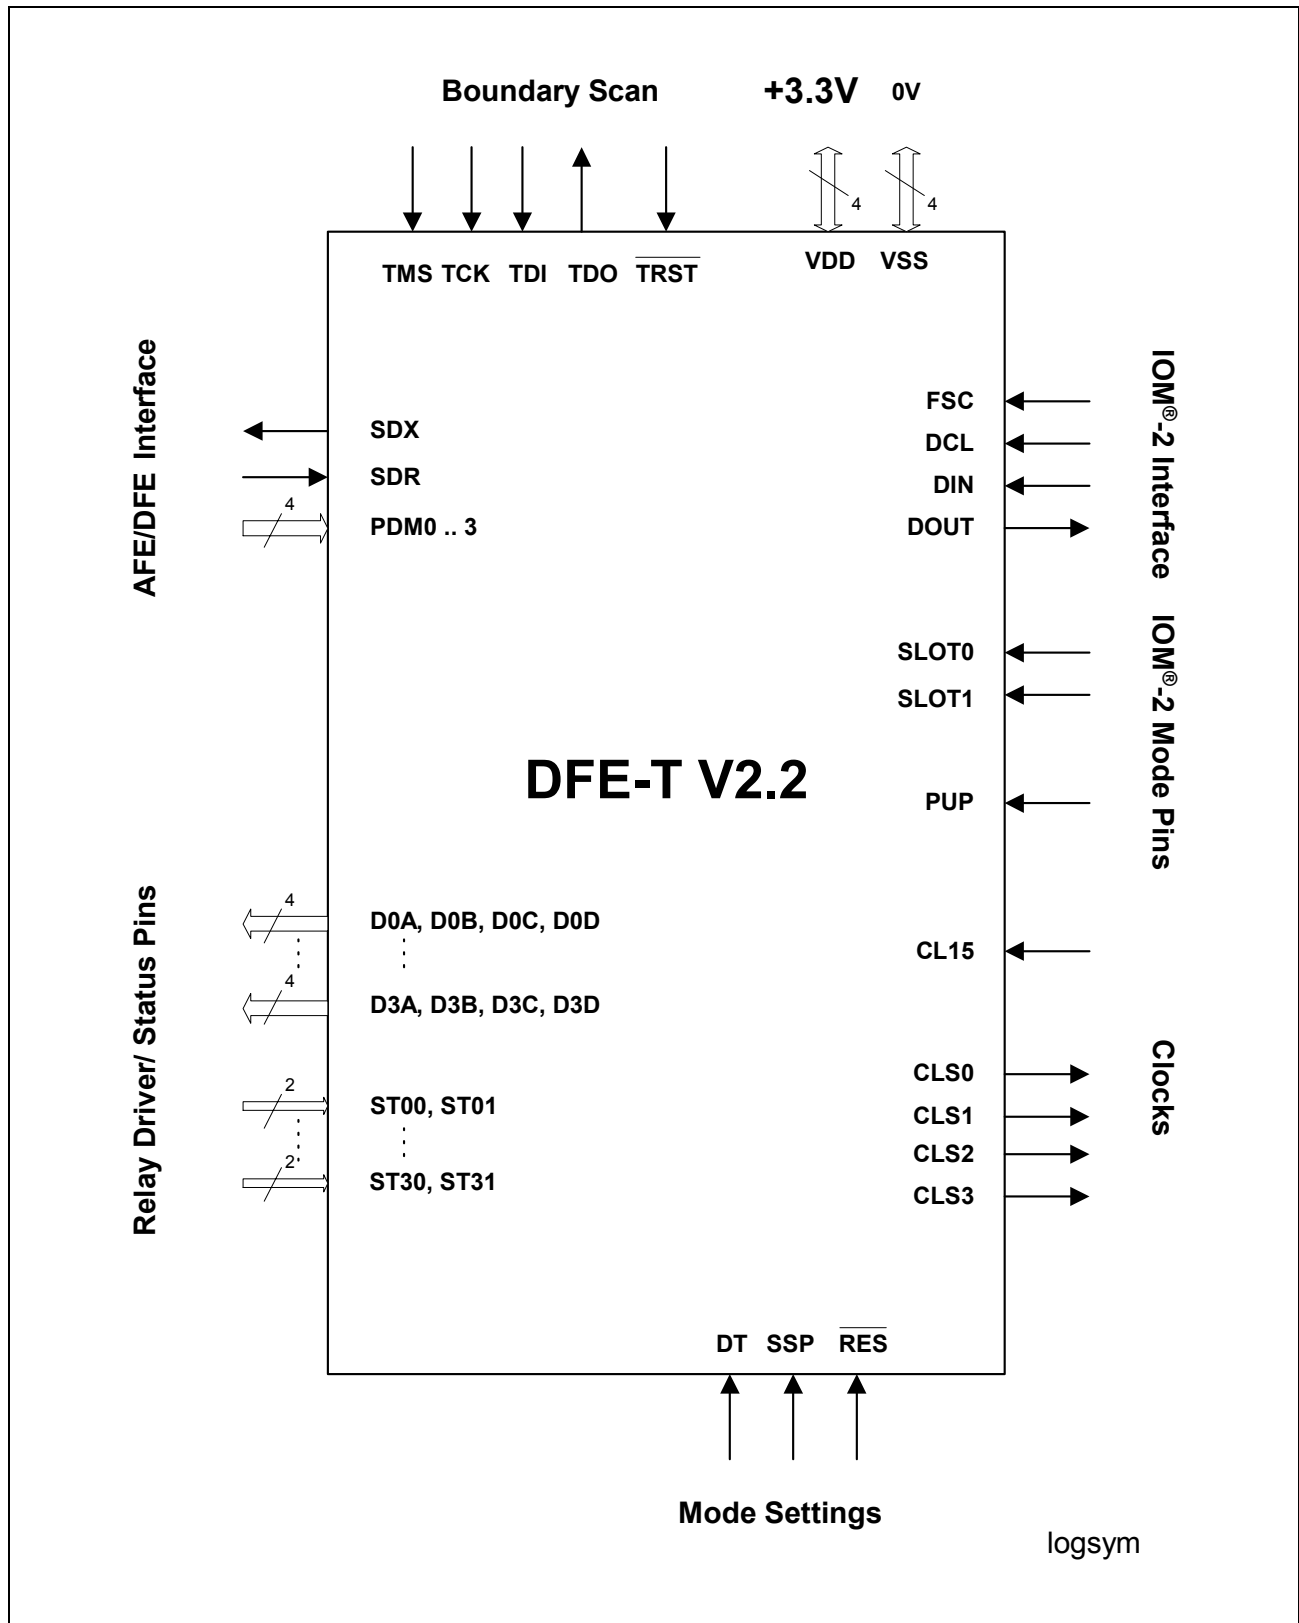 Boundary Scan
+3.3V 0V
4 4
TMS TCK TDI TDO TRST VDD VSS
AFE/DFE Interface
SDX
SDR
4
PDM0 .. 3
IOM®-2 Interface
FSC
DCL
DIN
DOUT
IOM®-2 Mode Pins
SLOT0
SLOT1
PUP
DFE-T V2.2
Relay Driver/ Status Pins
4
D0A, D0B, D0C, D0D
4
D3A, D3B, D3C, D3D
2
ST00, ST01
2
ST30, ST31
Clocks
CL15
CLS0
CLS1
CLS2
CLS3
DT SSP RES
Mode Settings
logsym